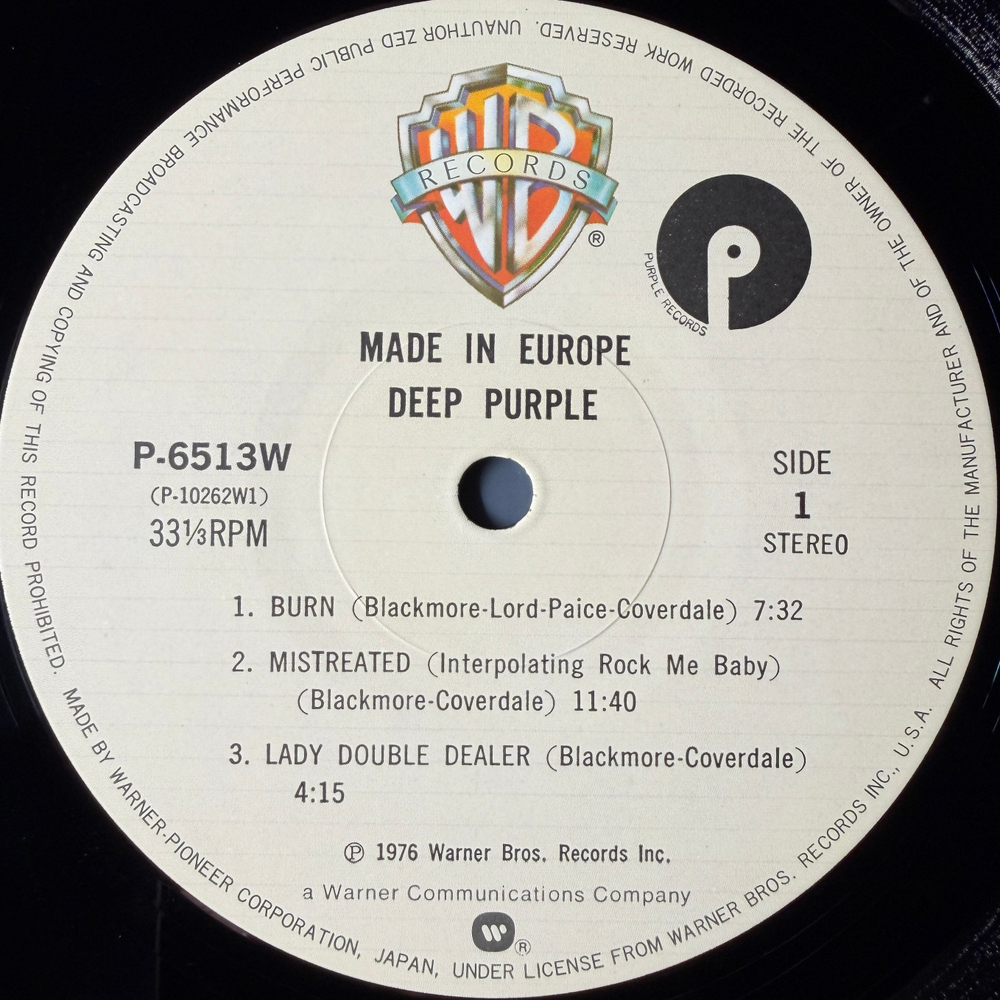 WB
RECORDS
®
P
PURPLE RECORDS
MADE IN EUROPE
DEEP PURPLE
P-6513W
(P-10262W1)
33⅓RPM
SIDE
1
STEREO
1. BURN (Blackmore-Lord-Paice-Coverdale) 7:32
2. MISTREATED (Interpolating Rock Me Baby)
(Blackmore-Coverdale) 11:40
3. LADY DOUBLE DEALER (Blackmore-Coverdale)
4:15
℗ 1976 Warner Bros. Records Inc.
a Warner Communications Company
W ®
MADE BY WARNER-PIONEER CORPORATION, JAPAN, UNDER LICENSE FROM WARNER BROS. RECORDS INC., U.S.A. ALL RIGHTS OF THE MANUFACTURER AND OF THE OWNER OF THE RECORDED WORK RESERVED. UNAUTHOR ZED PUBLIC PERFORMANCE BROADCASTING AND COPYING OF THIS RECORD PROHIBITED.